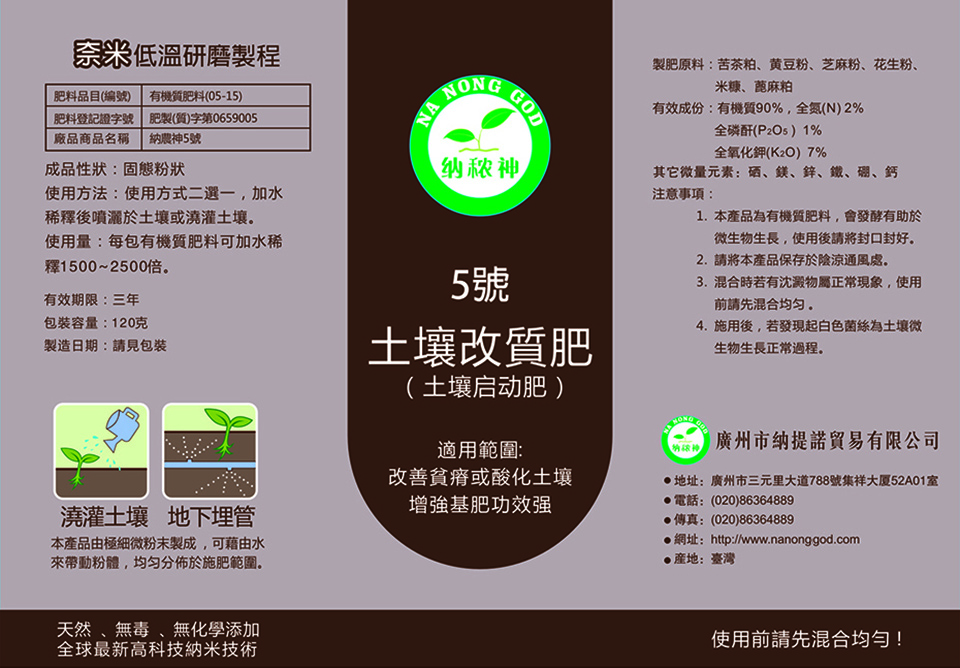 奈米低溫研磨製程
肥料品目(編號) 有機質肥料(05-15)
肥料登記證字號 肥製(質)字第0659005
廠品商品名稱 納農神5號
成品性狀：固態粉狀
使用方法：使用方式二選一，加水
稀釋後噴灑於土壤或澆灌土壤。
使用量：每包有機質肥料可加水稀
釋1500~2500倍。
有效期限：三年
包裝容量：120克
製造日期：請見包裝
澆灌土壤 地下埋管
本產品由極細微粉末製成，可藉由水
來帶動粉體，均匀分佈於施肥範圍。
天然、無毒、無化學添加
全球最新高科技納米技術
NA NONG GOD
纳秾神
5號
土壤改質肥
（土壤启动肥）
適用範圍:
改善貧瘠或酸化土壤
增強基肥功效强
製肥原料：苦茶粕、黃豆粉、芝麻粉、花生粉、
米糠、蓖麻粕
有效成份：有機質90%，全氮(N) 2%
全磷酐(P₂O₅) 1%
全氧化鉀(K₂O) 7%
其它微量元素：硒、鎂、鋅、鐵、硼、鈣
注意事項：
1. 本產品為有機質肥料，會發酵有助於
微生物生長，使用後請將封口封好。
2. 請將本產品保存於陰涼通風處。
3. 混合時若有沈澱物屬正常現象，使用
前請先混合均匀。
4. 施用後，若發現起白色菌絲為土壤微
生物生長正常過程。
NA NONG GOD
纳秾神
廣州市納提諾貿易有限公司
●地址：廣州市三元里大道788號集祥大厦52A01室
●電話：(020)86364889
●傳真：(020)86364889
●網址：http://www.nanonggod.com
●産地：臺灣
使用前請先混合均匀！